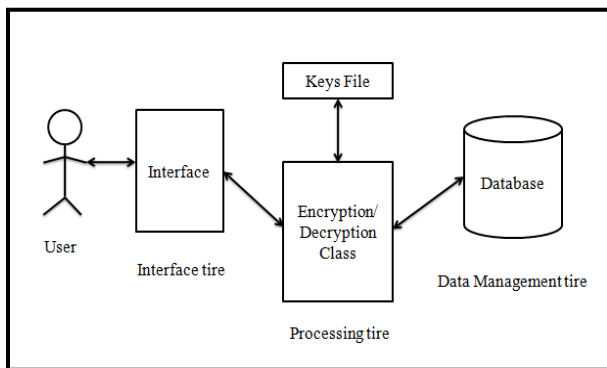 Keys File
Interface
Database
Encryption/
Decryption
Class
User
Interface tire
Data Management tire
Processing tire